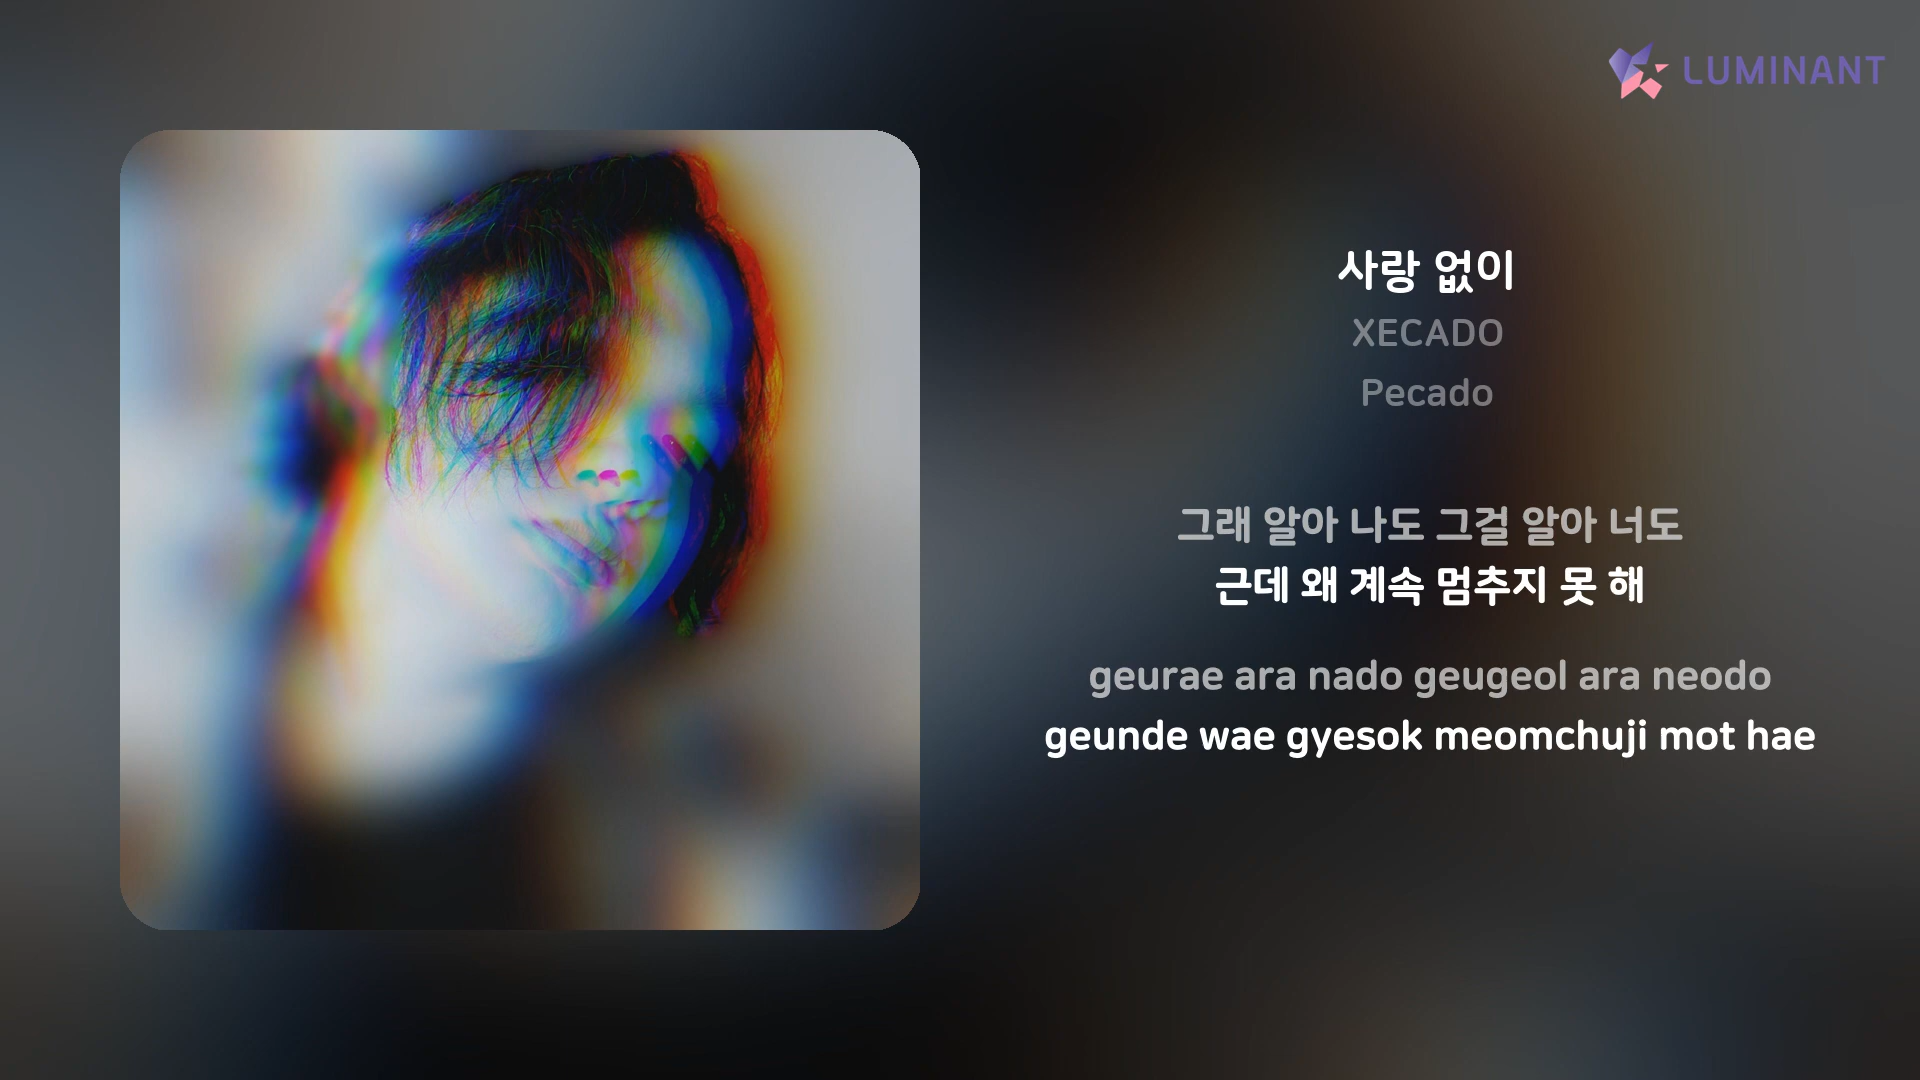 LUMINANT
사랑 없이
XECADO
Pecado
그래 알아 나도 그걸 알아 너도
근데 왜 계속 멈추지 못 해
geurae ara nado geugeol ara neodo
geunde wae gyesok meomchuji mot hae